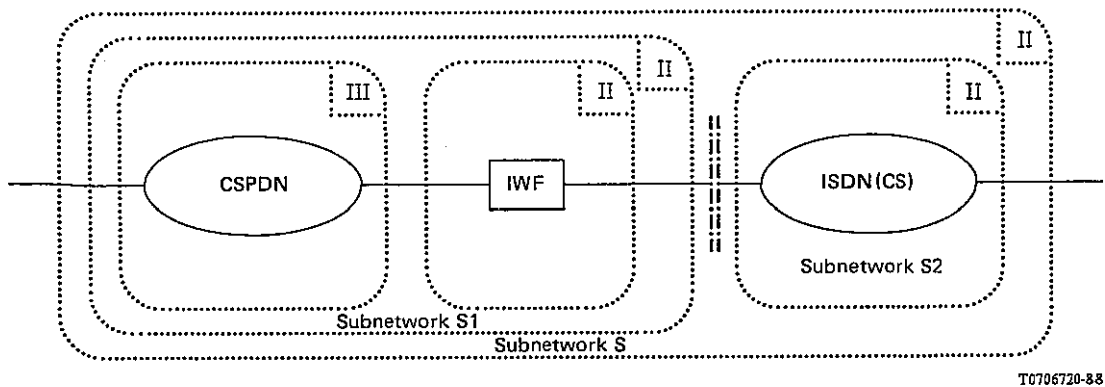 II
II
III
II
II
CSPDN
IWF
ISDN (CS)
Subnetwork S2
Subnetwork S1
Subnetwork S
T0706720-88